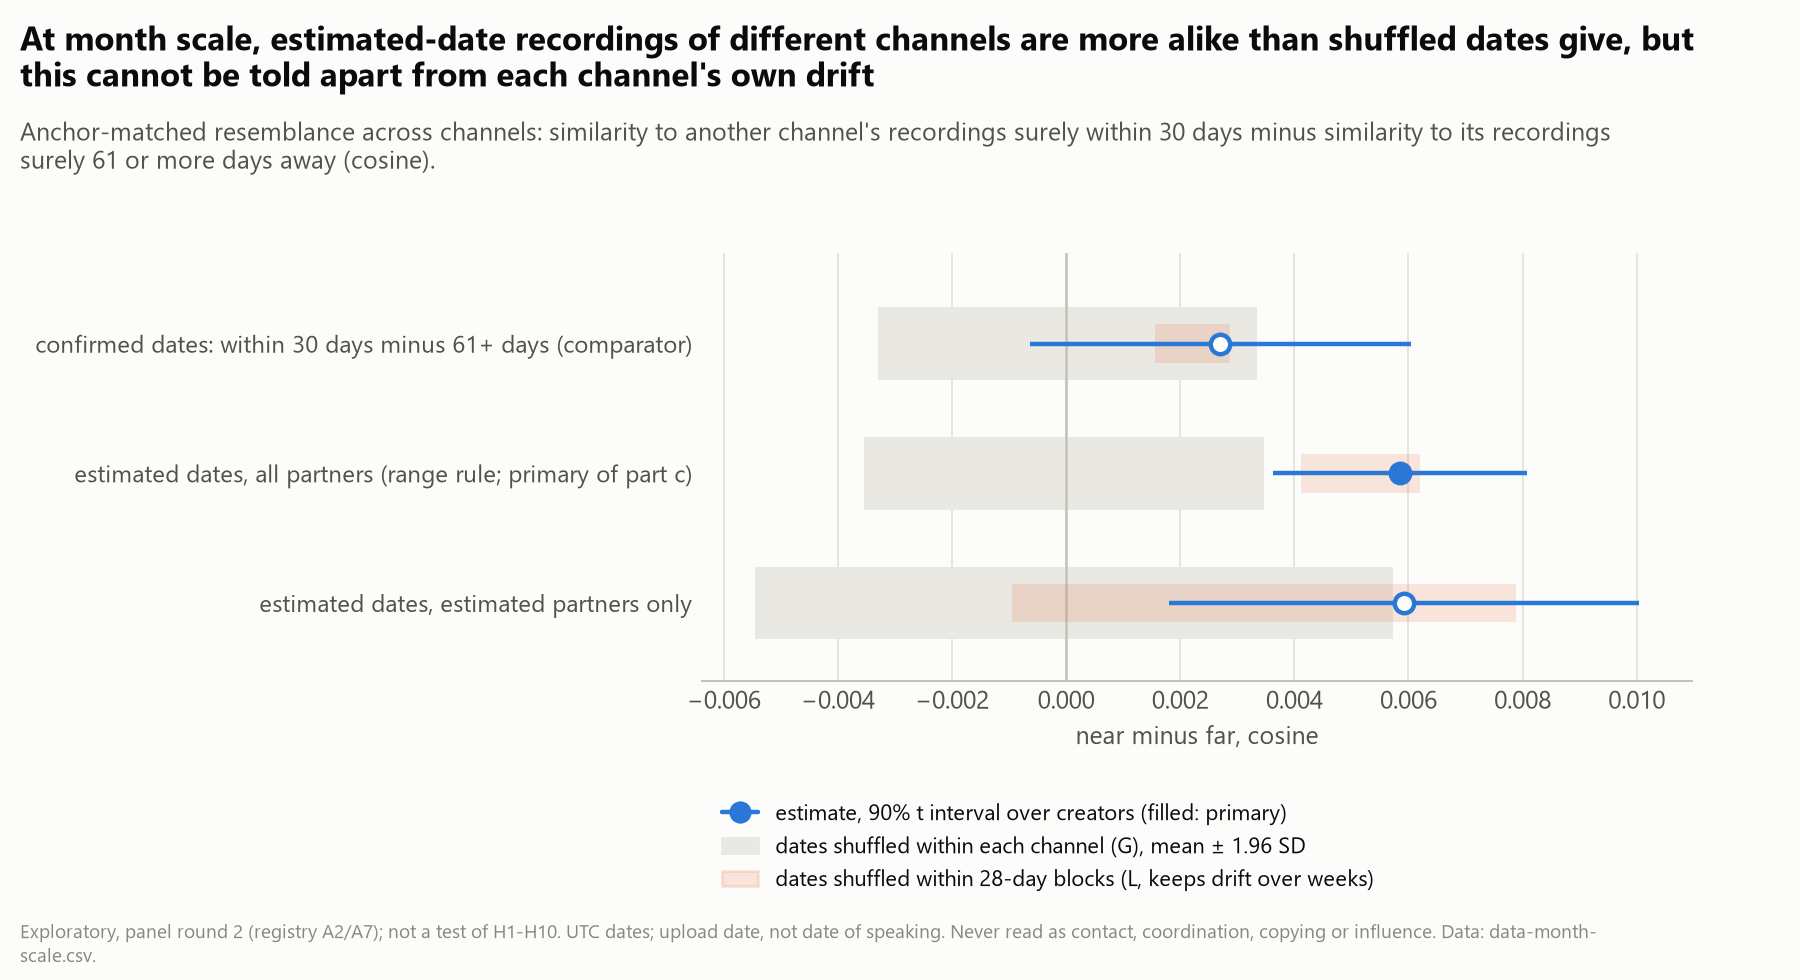 At month scale, estimated-date recordings of different channels are more alike than shuffled dates give, but
this cannot be told apart from each channel's own drift
Anchor-matched resemblance across channels: similarity to another channel's recordings surely within 30 days minus similarity to its recordings
surely 61 or more days away (cosine).
confirmed dates: within 30 days minus 61+ days (comparator)
estimated dates, all partners (range rule; primary of part c)
estimated dates, estimated partners only
−0.006 −0.004 −0.002 0.000 0.002 0.004 0.006 0.008 0.010
near minus far, cosine
estimate, 90% t interval over creators (filled: primary)
dates shuffled within each channel (G), mean ± 1.96 SD
dates shuffled within 28-day blocks (L, keeps drift over weeks)
Exploratory, panel round 2 (registry A2/A7); not a test of H1-H10. UTC dates; upload date, not date of speaking. Never read as contact, coordination, copying or influence. Data: data-month-
scale.csv.